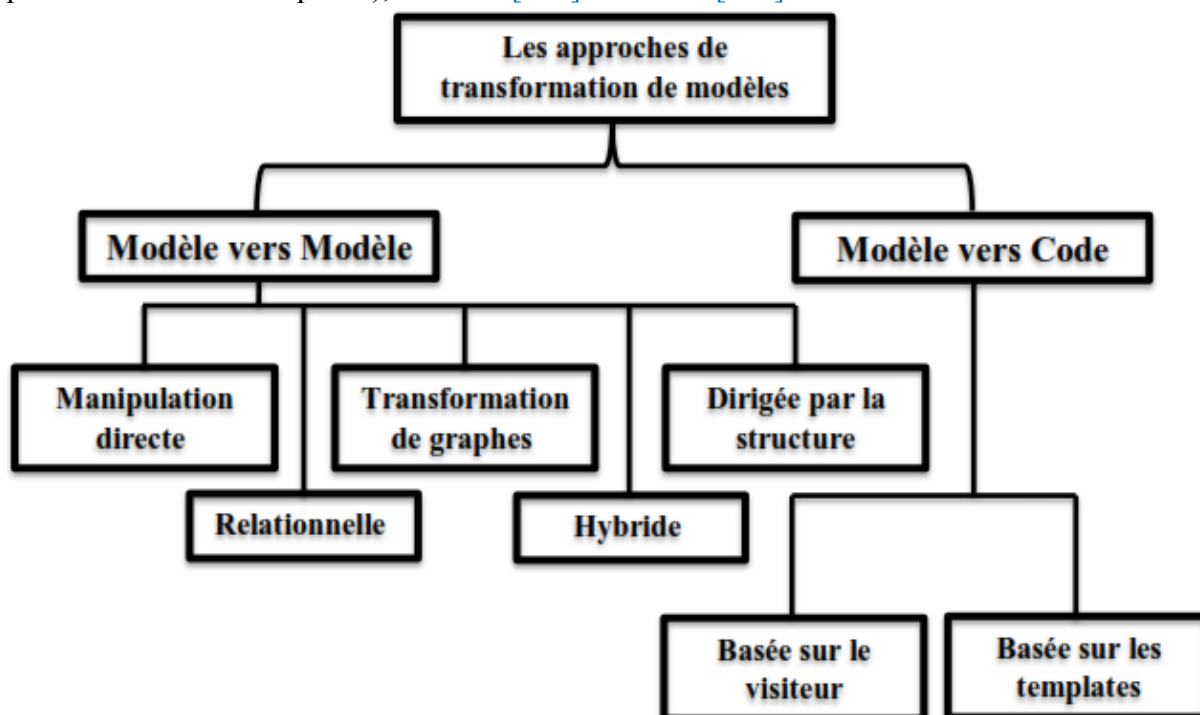 Les approches de
transformation de modèles
Modèle vers Modèle
Modèle vers Code
Manipulation
directe
Transformation
de graphes
Dirigée par la
structure
Relationnelle
Hybride
Basée sur le
visiteur
Basée sur les
templates